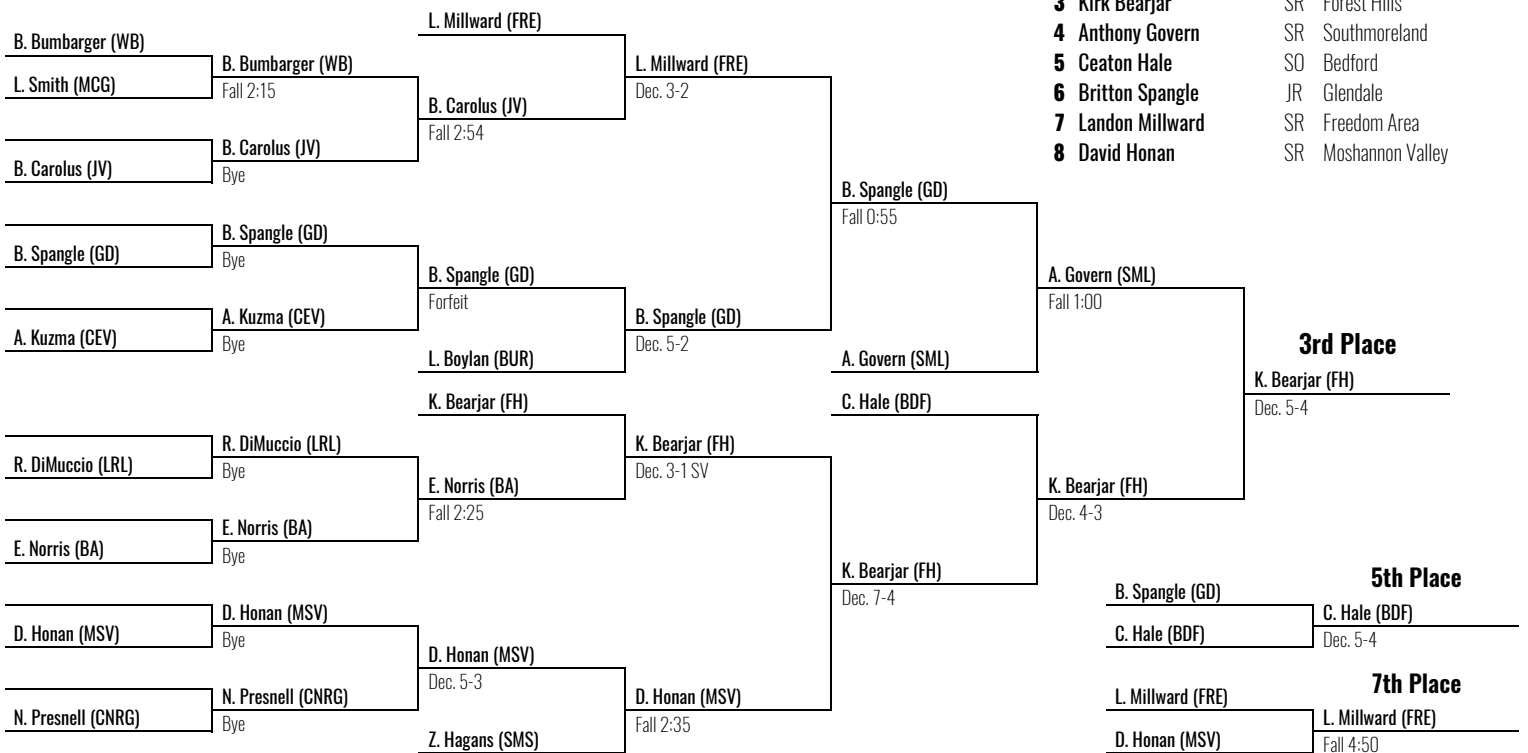 3 Kirk Bearjar SR Forest Hills
4 Anthony Govern SR Southmoreland
5 Ceaton Hale SO Bedford
6 Britton Spangle JR Glendale
7 Landon Millward SR Freedom Area
8 David Honan SR Moshannon Valley
B. Bumbarger (WB)
L. Smith (MCG)
B. Carolus (JV)
B. Spangle (GD)
A. Kuzma (CEV)
R. DiMuccio (LRL)
E. Norris (BA)
D. Honan (MSV)
N. Presnell (CNRG)
B. Bumbarger (WB)
Fall 2:15
B. Carolus (JV)
Bye
B. Spangle (GD)
Bye
A. Kuzma (CEV)
Bye
R. DiMuccio (LRL)
Bye
E. Norris (BA)
Bye
D. Honan (MSV)
Bye
N. Presnell (CNRG)
Bye
L. Millward (FRE)
B. Carolus (JV)
Fall 2:54
B. Spangle (GD)
Forfeit
L. Boylan (BUR)
K. Bearjar (FH)
E. Norris (BA)
Fall 2:25
D. Honan (MSV)
Dec. 5-3
Z. Hagans (SMS)
L. Millward (FRE)
Dec. 3-2
B. Spangle (GD)
Dec. 5-2
K. Bearjar (FH)
Dec. 3-1 SV
D. Honan (MSV)
Fall 2:35
B. Spangle (GD)
Fall 0:55
A. Govern (SML)
C. Hale (BDF)
K. Bearjar (FH)
Dec. 7-4
A. Govern (SML)
Fall 1:00
K. Bearjar (FH)
Dec. 4-3
3rd Place
K. Bearjar (FH)
Dec. 5-4
5th Place
B. Spangle (GD)
C. Hale (BDF)
C. Hale (BDF)
Dec. 5-4
7th Place
L. Millward (FRE)
D. Honan (MSV)
L. Millward (FRE)
Fall 4:50